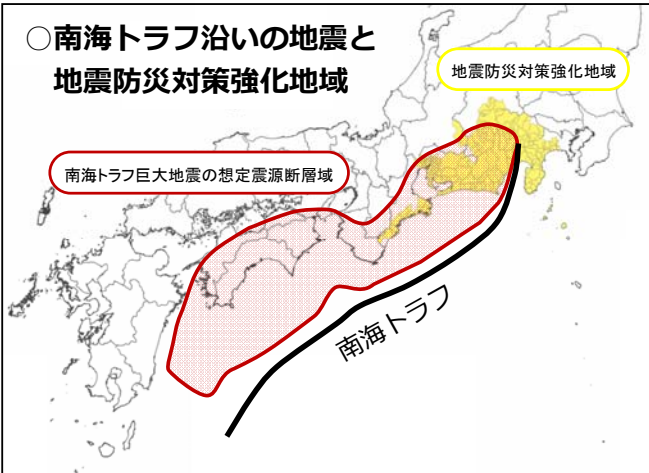 ○南海トラフ沿いの地震と
地震防災対策強化地域
地震防災対策強化地域
南海トラフ巨大地震の想定震源断層域
南海トラフ